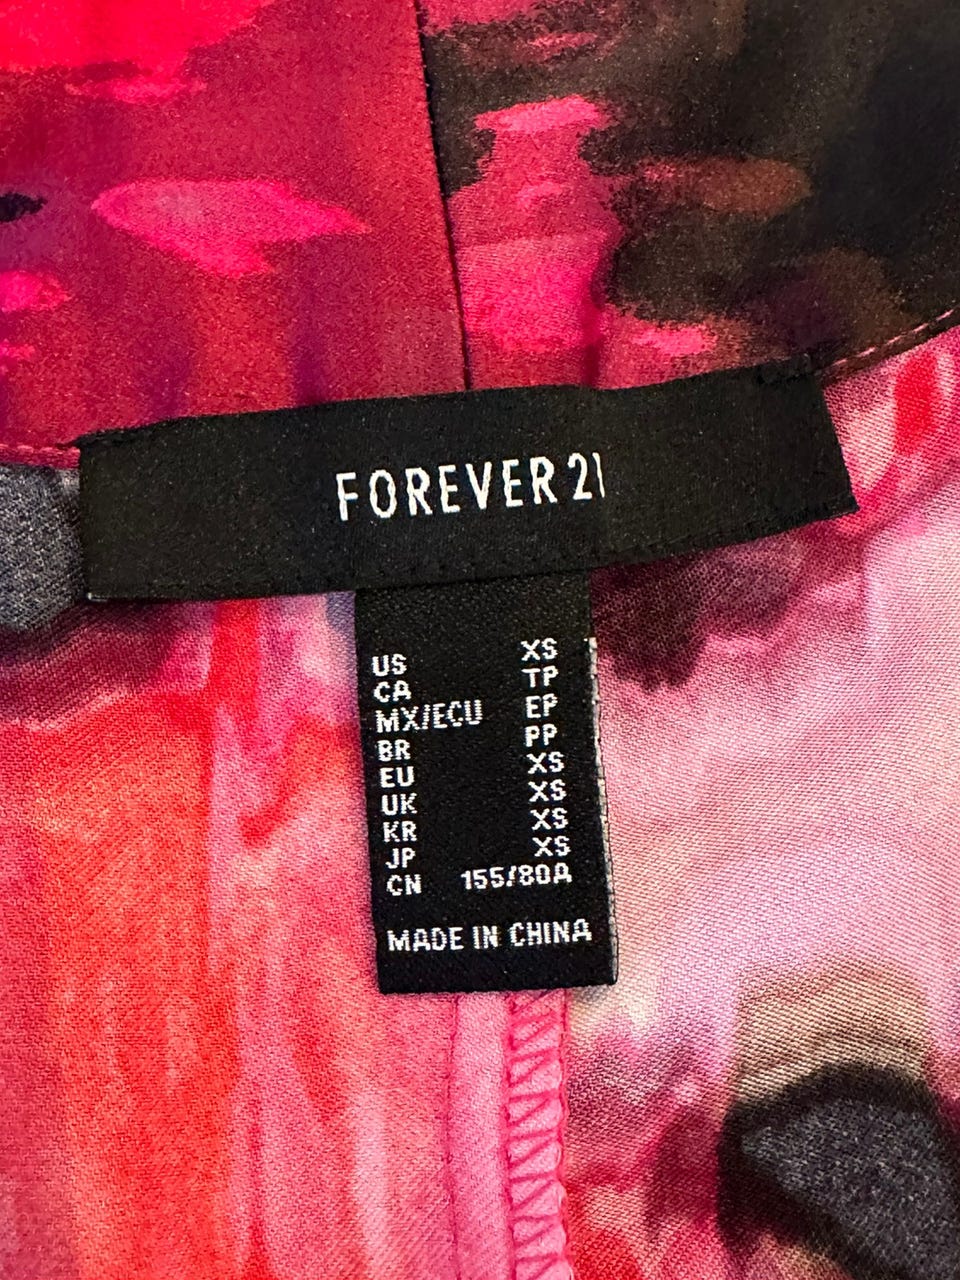 FOREVER 21
US XS
CA TP
MX/ECU EP
BR PP
EU XS
UK XS
KR XS
JP XS
CN 155/80A
MADE IN CHINA